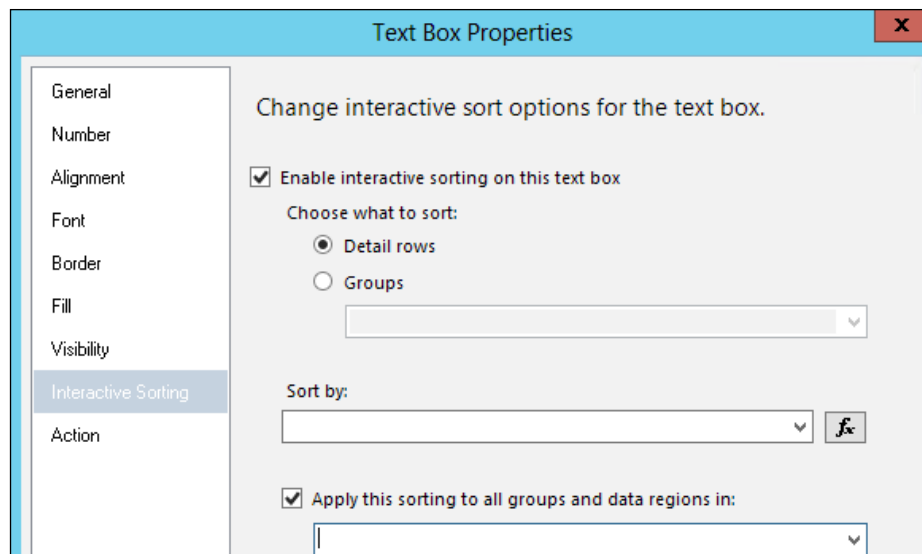 Text Box Properties
x
General
Number
Alignment
Font
Border
Fill
Visibility
Interactive Sorting
Action
Change interactive sort options for the text box.
Enable interactive sorting on this text box
Choose what to sort:
Detail rows
Groups
Sort by:
fx
Apply this sorting to all groups and data regions in: